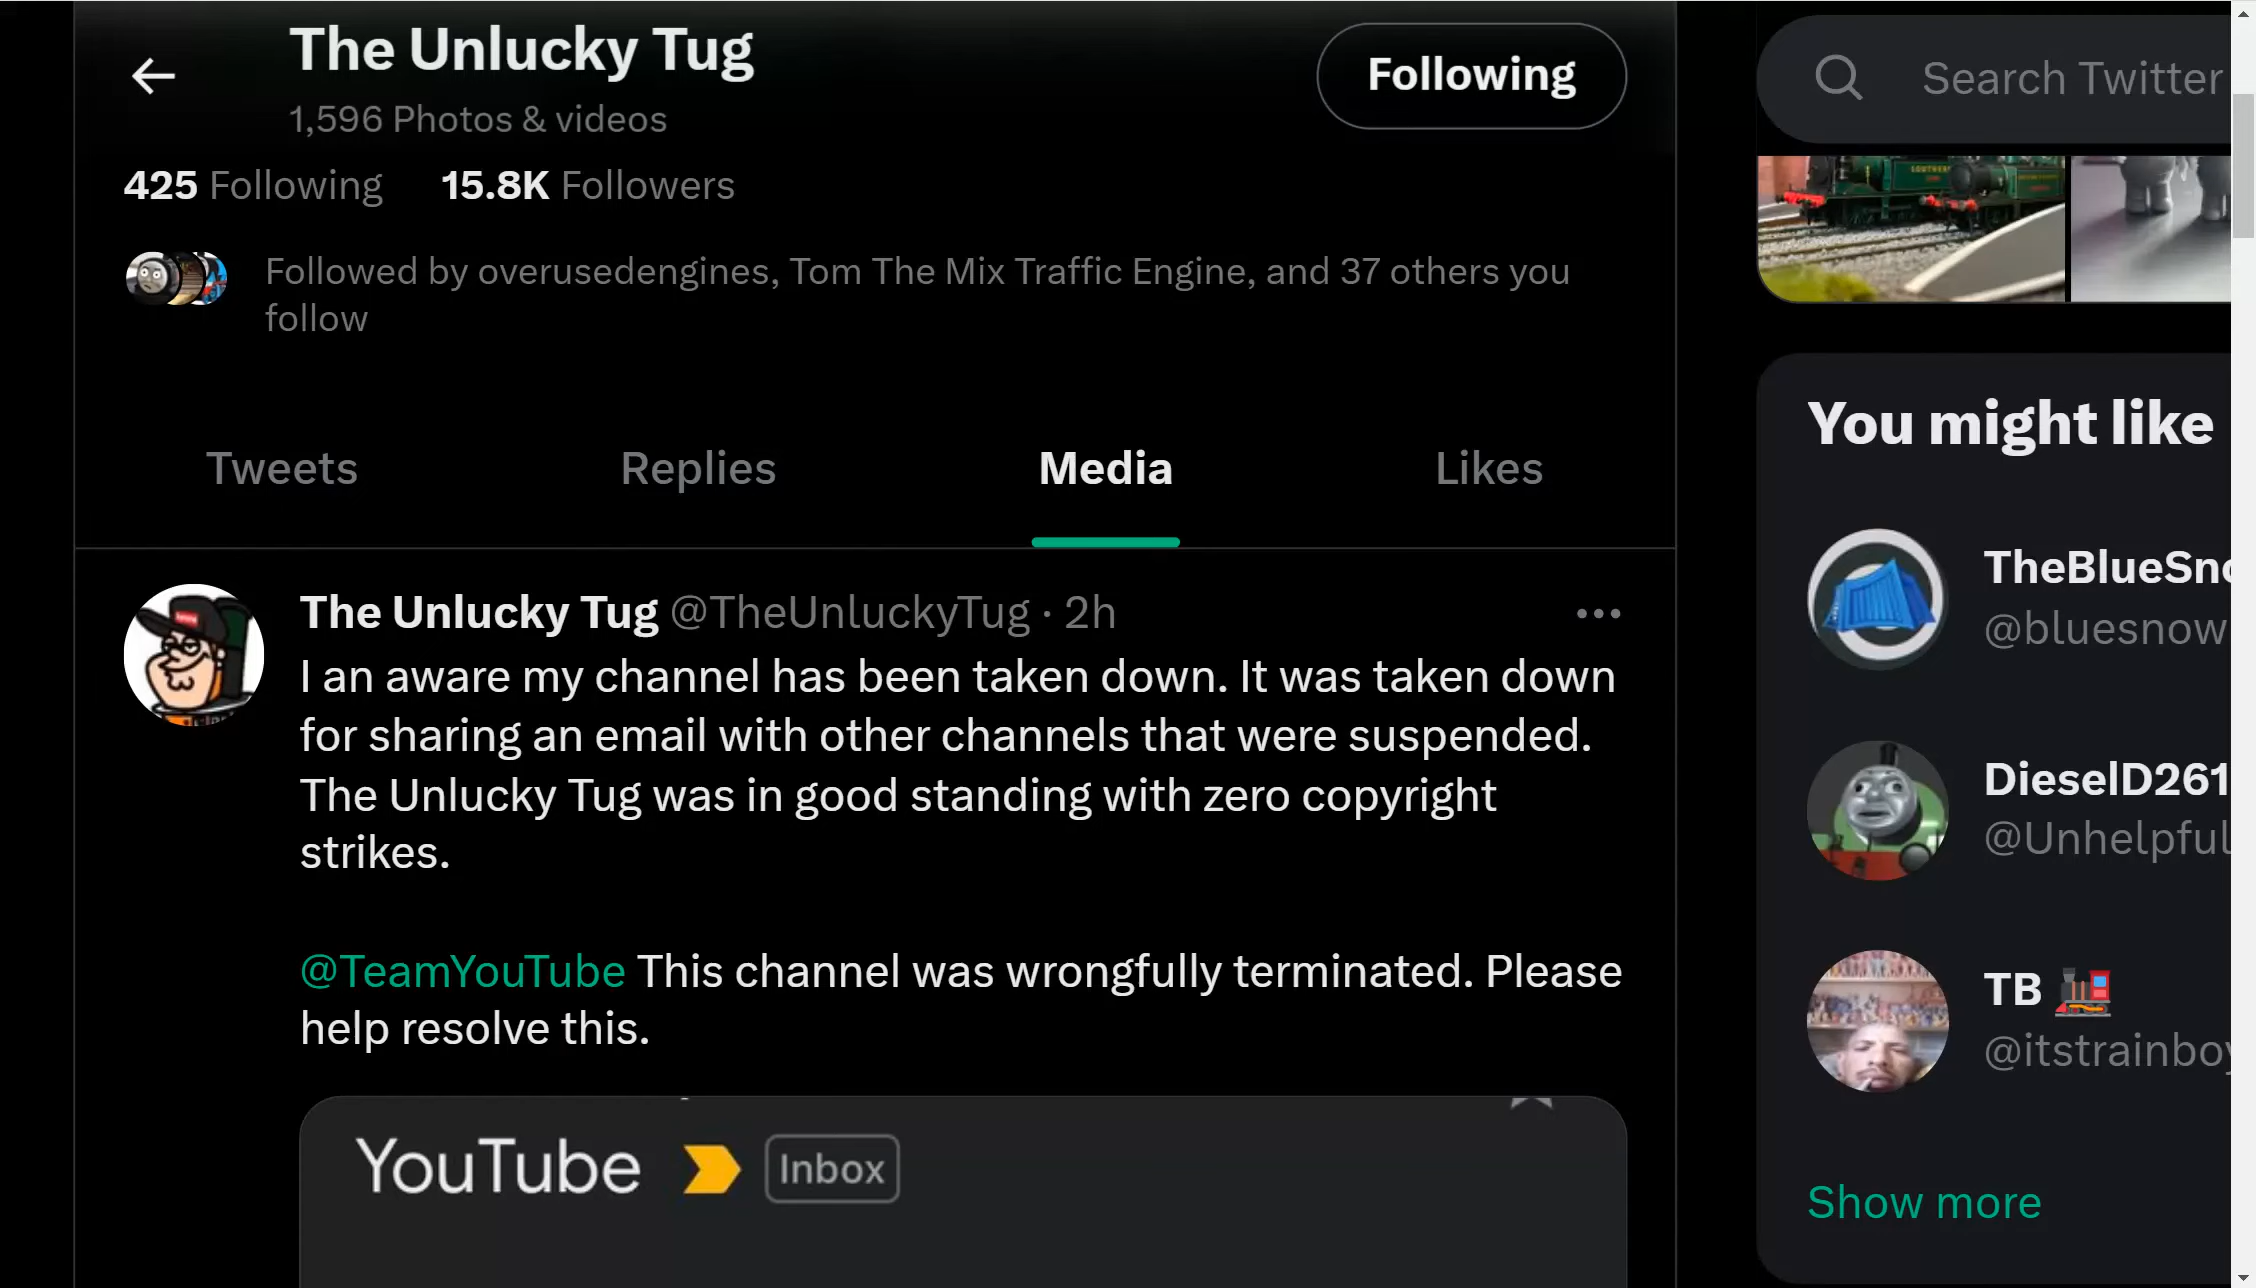 The Unlucky Tug
1,596 Photos & videos
Following
Search Twitter
425 Following 15.8K Followers
Followed by overusedengines, Tom The Mix Traffic Engine, and 37 others you
follow
Tweets Replies Media Likes
The Unlucky Tug @TheUnluckyTug · 2h
I an aware my channel has been taken down. It was taken down
for sharing an email with other channels that were suspended.
The Unlucky Tug was in good standing with zero copyright
strikes.
@TeamYouTube This channel was wrongfully terminated. Please
help resolve this.
YouTube Inbox
SOUTHERN
You might like
TheBlueSno
@bluesnow
DieselD261
@Unhelpful
TB
@itstrainboy
Show more